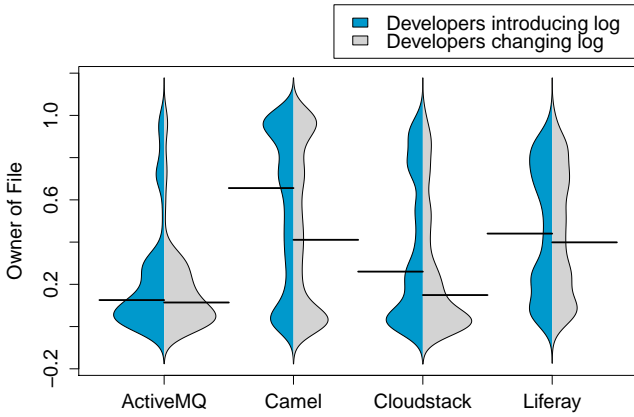 Developers introducing log
Developers changing log
Owner of File
1.0
0.6
0.2
−0.2
ActiveMQ Camel Cloudstack Liferay